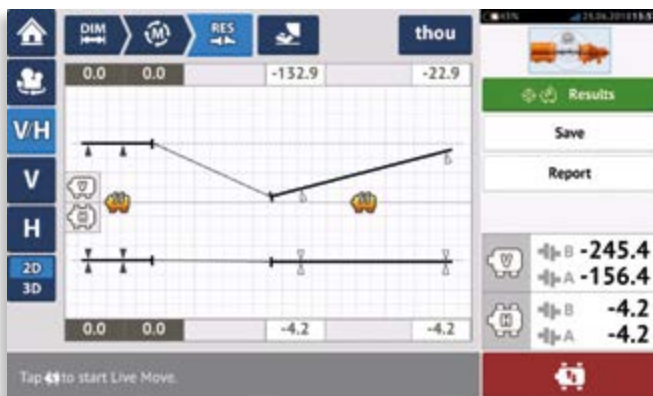 DIM
M
RES
thou
43%
0.0 0.0 -132.9 -22.9
Results
Save
Report
V/H
V
H
2D
3D
V
H
V
B -245.4
A -156.4
H
B -4.2
A -4.2
0.0 0.0 -4.2 -4.2
Tap to start Live Move.